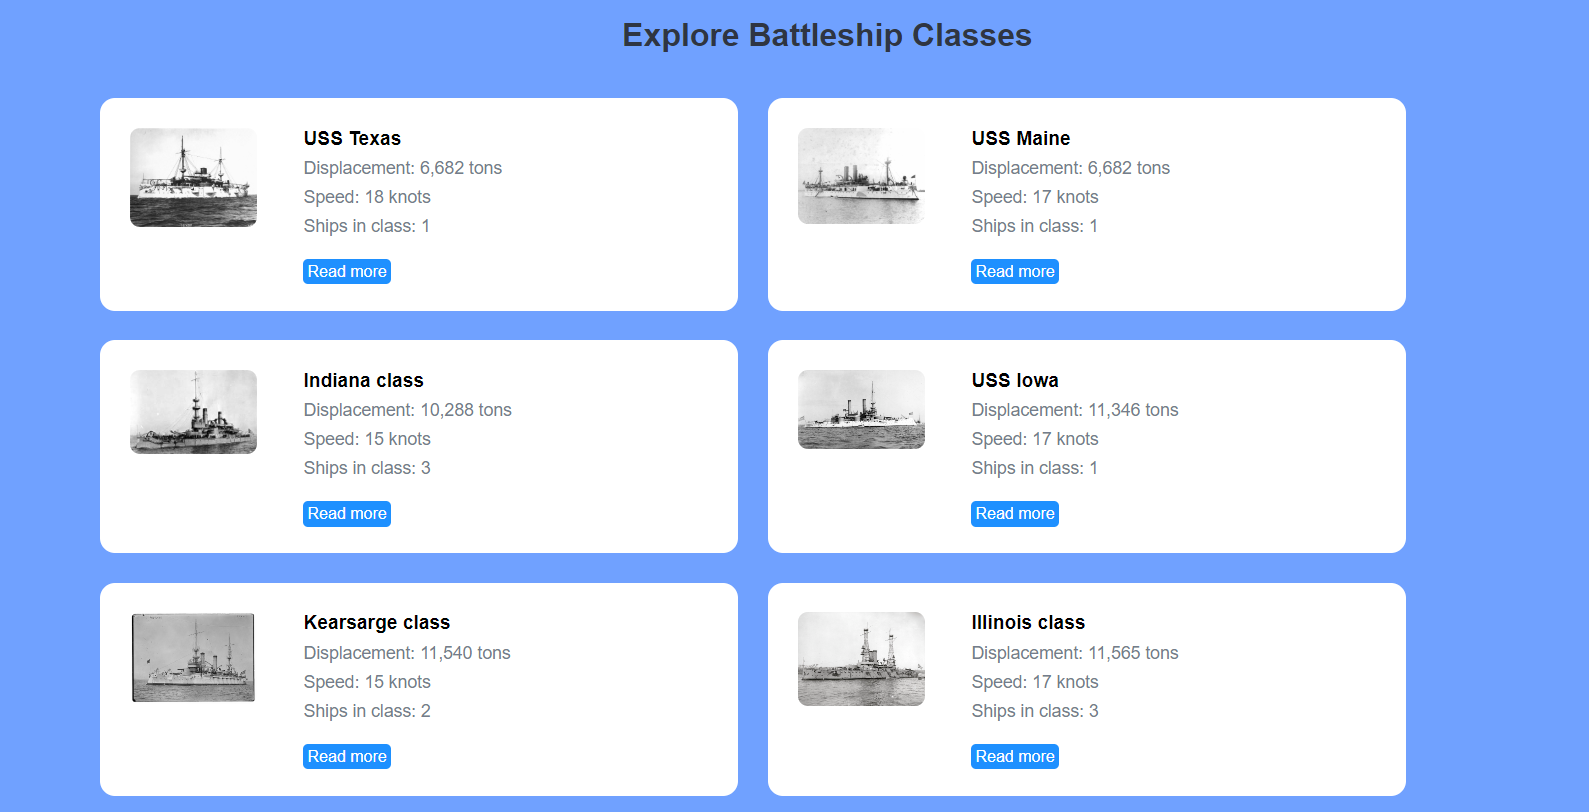 Explore Battleship Classes
USS Texas
Displacement: 6,682 tons
Speed: 18 knots
Ships in class: 1
Read more
USS Maine
Displacement: 6,682 tons
Speed: 17 knots
Ships in class: 1
Read more
Indiana class
Displacement: 10,288 tons
Speed: 15 knots
Ships in class: 3
Read more
USS Iowa
Displacement: 11,346 tons
Speed: 17 knots
Ships in class: 1
Read more
Kearsarge class
Displacement: 11,540 tons
Speed: 15 knots
Ships in class: 2
Read more
Illinois class
Displacement: 11,565 tons
Speed: 17 knots
Ships in class: 3
Read more